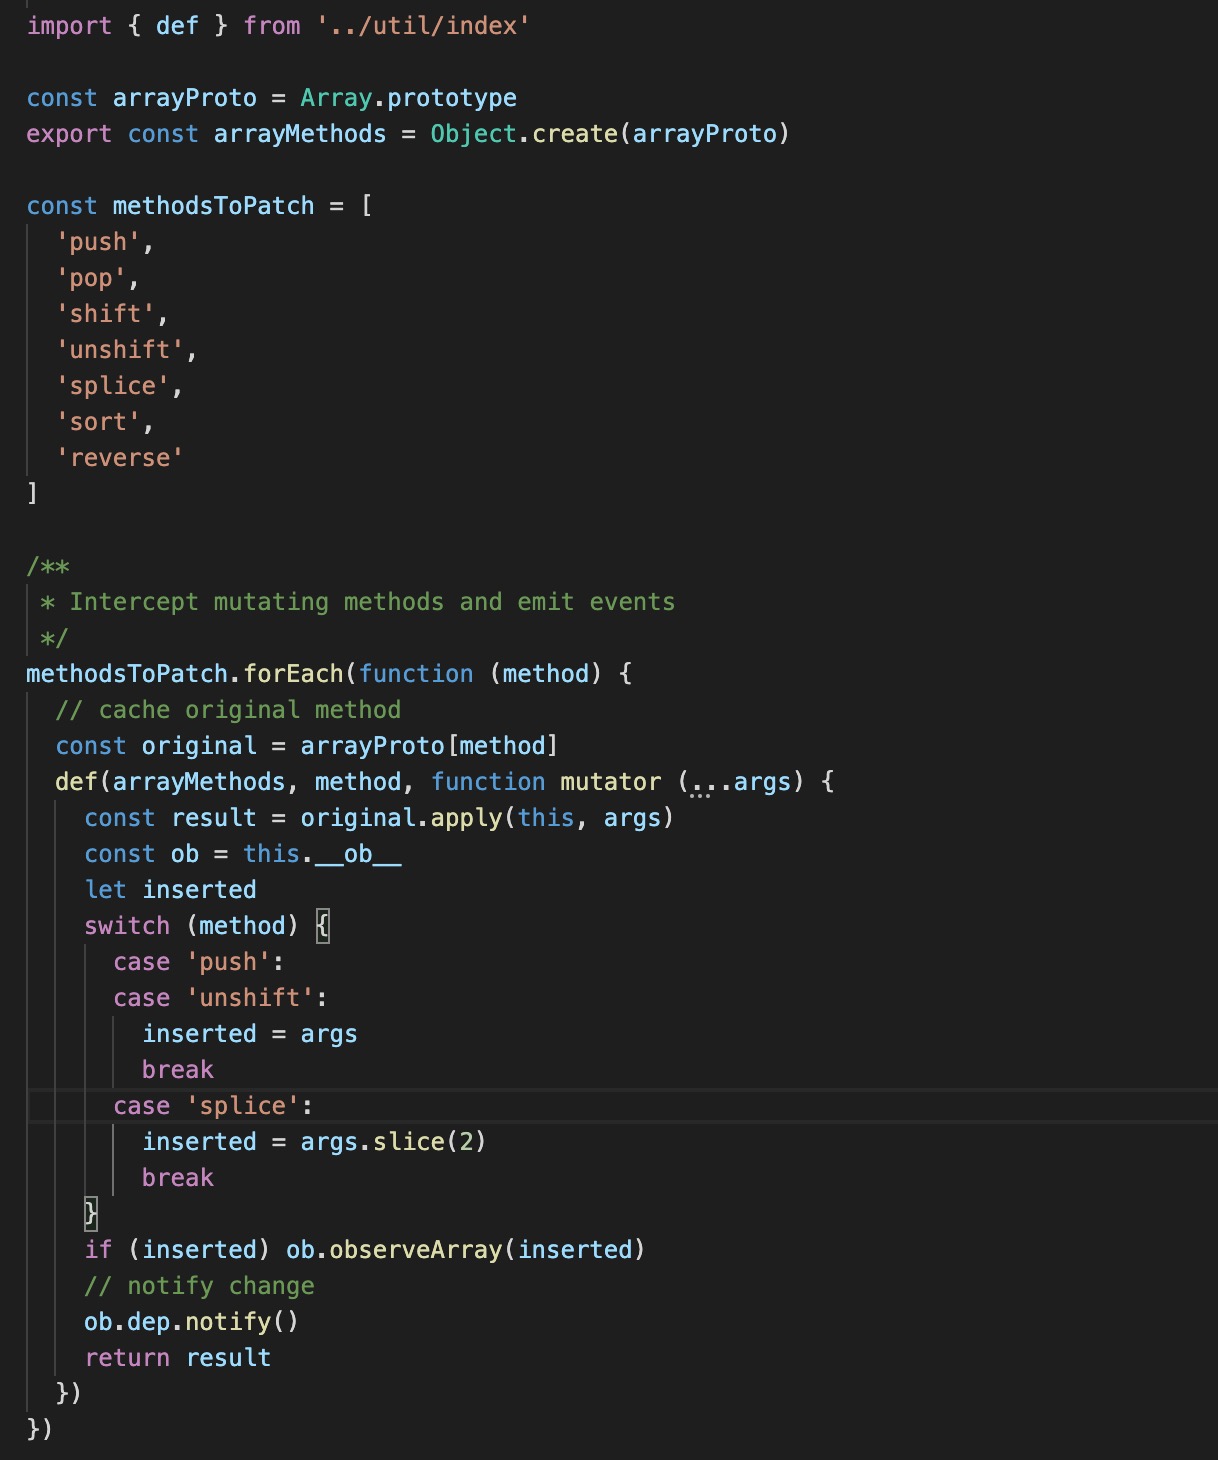 import { def } from '../util/index'

const arrayProto = Array.prototype
export const arrayMethods = Object.create(arrayProto)

const methodsToPatch = [
  'push',
  'pop',
  'shift',
  'unshift',
  'splice',
  'sort',
  'reverse'
]

/**
 * Intercept mutating methods and emit events
 */
methodsToPatch.forEach(function (method) {
  // cache original method
  const original = arrayProto[method]
  def(arrayMethods, method, function mutator (...args) {
    const result = original.apply(this, args)
    const ob = this.__ob__
    let inserted
    switch (method) {
      case 'push':
      case 'unshift':
        inserted = args
        break
      case 'splice':
        inserted = args.slice(2)
        break
    }
    if (inserted) ob.observeArray(inserted)
    // notify change
    ob.dep.notify()
    return result
  })
})